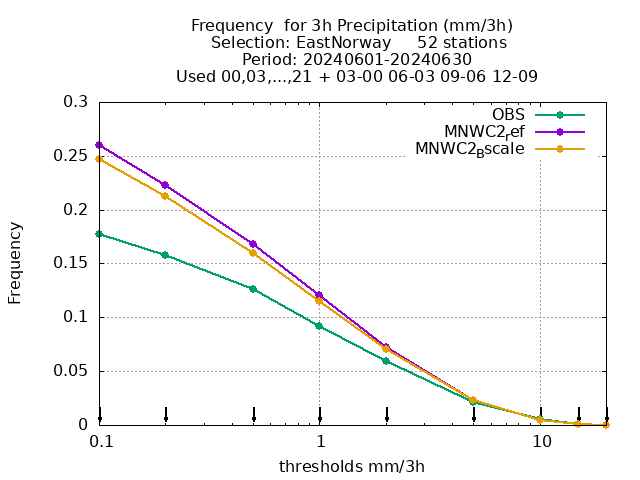 Frequency  for 3h Precipitation (mm/3h)
Selection: EastNorway     52 stations
Period: 20240601-20240630
Used 00,03,...,21 + 03-00 06-03 09-06 12-09
0.3
0.25
0.2
0.15
0.1
0.05
0
OBS
MNWC2ref
MNWC2Bscale
Frequency
0.1
1
10
thresholds mm/3h